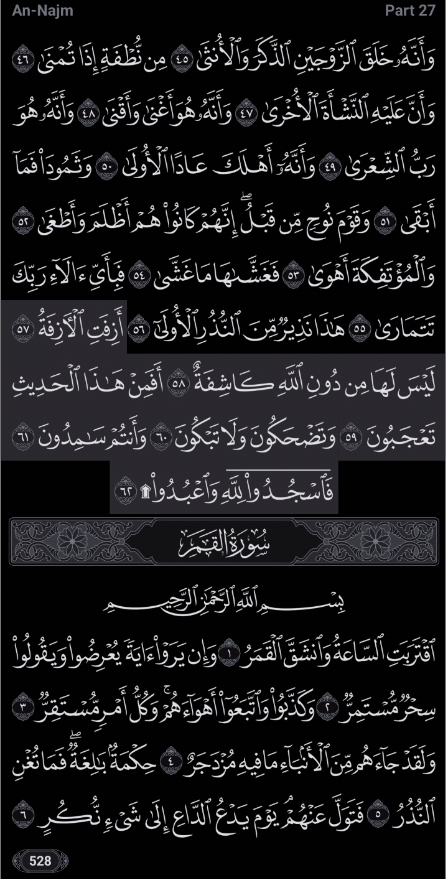 An-Najm Part 27
وَأَنَّهُۥ خَلَقَ ٱلزَّوْجَيْنِ ٱلذَّكَرَ وَٱلْأُنثَىٰ ٤٥ مِن نُّطْفَةٍ إِذَا تُمْنَىٰ ٤٦
وَأَنَّ عَلَيْهِ ٱلنَّشْأَةَ ٱلْأُخْرَىٰ ٤٧ وَأَنَّهُۥ هُوَ أَغْنَىٰ وَأَقْنَىٰ ٤٨ وَأَنَّهُۥ هُوَ
رَبُّ ٱلشِّعْرَىٰ ٤٩ وَأَنَّهُۥٓ أَهْلَكَ عَادًا ٱلْأُولَىٰ ٥٠ وَثَمُودَا۟ فَمَآ
أَبْقَىٰ ٥١ وَقَوْمَ نُوحٍ مِّن قَبْلُ ۖ إِنَّهُمْ كَانُوا۟ هُمْ أَظْلَمَ وَأَطْغَىٰ ٥٢
وَٱلْمُؤْتَفِكَةَ أَهْوَىٰ ٥٣ فَغَشَّىٰهَا مَا غَشَّىٰ ٥٤ فَبِأَىِّ ءَالَآءِ رَبِّكَ
تَتَمَارَىٰ ٥٥ هَٰذَا نَذِيرٌ مِّنَ ٱلنُّذُرِ ٱلْأُولَىٰٓ ٥٦ أَزِفَتِ ٱلْءَازِفَةُ ٥٧
لَيْسَ لَهَا مِن دُونِ ٱللَّهِ كَاشِفَةٌ ٥٨ أَفَمِنْ هَٰذَا ٱلْحَدِيثِ
تَعْجَبُونَ ٥٩ وَتَضْحَكُونَ وَلَا تَبْكُونَ ٦٠ وَأَنتُمْ سَٰمِدُونَ ٦١
فَٱسْجُدُوا۟ لِلَّهِ وَٱعْبُدُوا۟ ۩ ٦٢
سُورَةُ القَمَرِ
بِسْمِ ٱللَّهِ ٱلرَّحْمَٰنِ ٱلرَّحِيمِ
ٱقْتَرَبَتِ ٱلسَّاعَةُ وَٱنشَقَّ ٱلْقَمَرُ ١ وَإِن يَرَوْا۟ ءَايَةً يُعْرِضُوا۟ وَيَقُولُوا۟
سِحْرٌ مُّسْتَمِرٌّ ٢ وَكَذَّبُوا۟ وَٱتَّبَعُوٓا۟ أَهْوَآءَهُمْ ۚ وَكُلُّ أَمْرٍ مُّسْتَقِرٌّ ٣
وَلَقَدْ جَآءَهُم مِّنَ ٱلْأَنۢبَآءِ مَا فِيهِ مُزْدَجَرٌ ٤ حِكْمَةٌۢ بَٰلِغَةٌ ۖ فَمَا تُغْنِ
ٱلنُّذُرُ ٥ فَتَوَلَّ عَنْهُمْ ۘ يَوْمَ يَدْعُ ٱلدَّاعِ إِلَىٰ شَىْءٍ نُّكُرٍ ٦
528